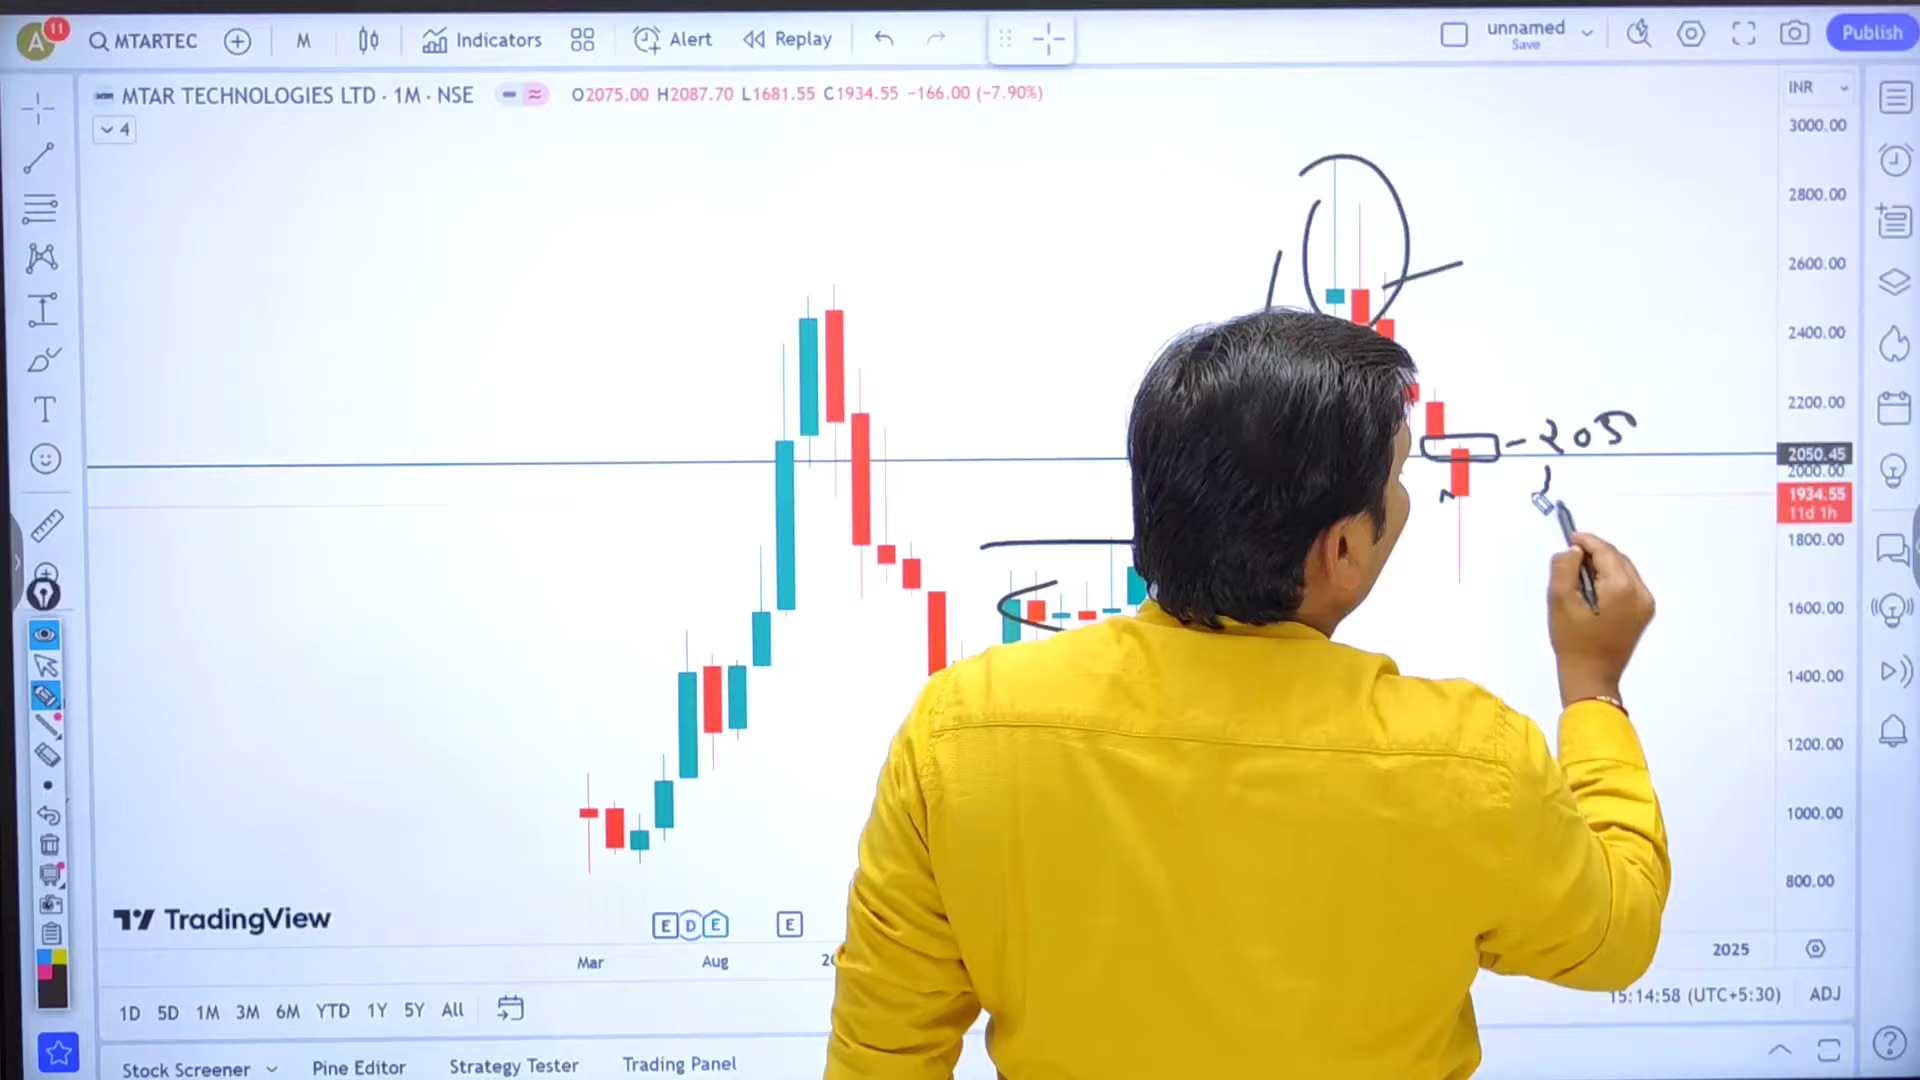 A 11 MTARTEC M Indicators Alert Replay unnamed Save Publish
MTAR TECHNOLOGIES LTD · 1M · NSE O2075.00 H2087.70 L1681.55 C1934.55 −166.00 (−7.90%) INR
4
3000.00
2800.00
2600.00
2400.00
2200.00
- 205
2050.45
2000.00
1934.55
11d 1h
1800.00
1600.00
1400.00
1200.00
1000.00
800.00
TradingView
E D E E
Mar Aug 2025
1D 5D 1M 3M 6M YTD 1Y 5Y All 15:14:58 (UTC+5:30) ADJ
Stock Screener Pine Editor Strategy Tester Trading Panel